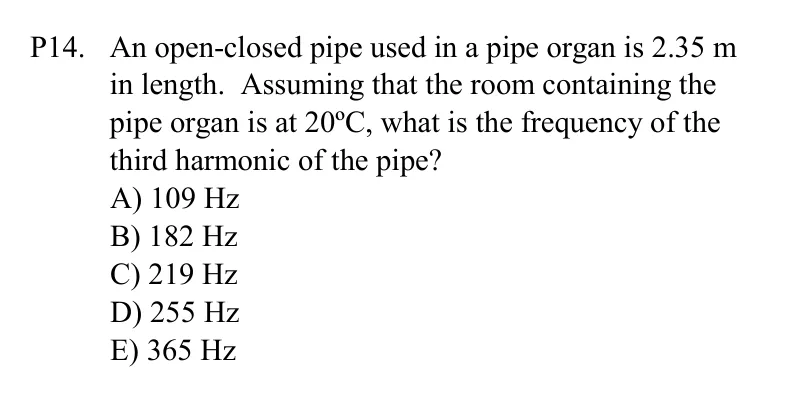 P14. An open-closed pipe used in a pipe organ is 2.35 m
in length. Assuming that the room containing the
pipe organ is at 20ºC, what is the frequency of the
third harmonic of the pipe?
A) 109 Hz
B) 182 Hz
C) 219 Hz
D) 255 Hz
E) 365 Hz